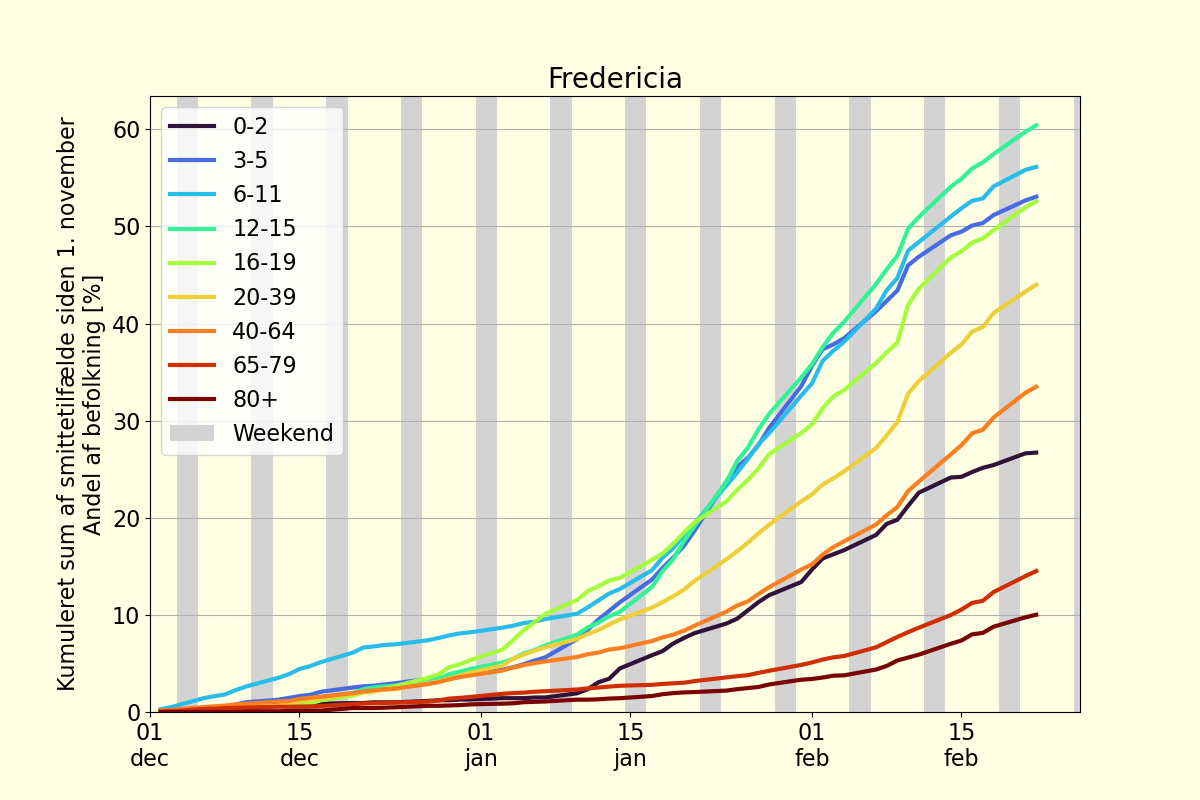 Fredericia
Kumuleret sum af smittetilfælde siden 1. november
Andel af befolkning [%]
60
50
40
30
20
10
0
0-2
3-5
6-11
12-15
16-19
20-39
40-64
65-79
80+
Weekend
01 15 01 15 01 15
dec dec jan jan feb feb